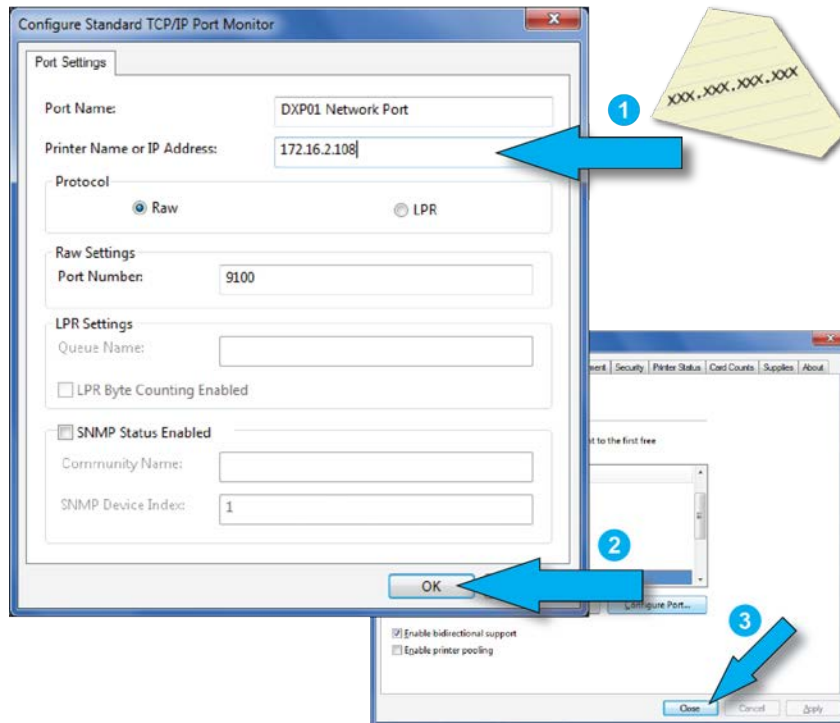 Configure Standard TCP/IP Port Monitor
Port Settings
Port Name: DXP01 Network Port
Printer Name or IP Address: 172.16.2.108
Protocol
Raw LPR
Raw Settings
Port Number: 9100
LPR Settings
Queue Name:
LPR Byte Counting Enabled
SNMP Status Enabled
Community Name:
SNMP Device Index: 1
OK
1
xxx.xxx.xxx.xxx
2
ment Security Printer Status Card Counts Supplies About
nt to the first free
Configure Port...
3
Enable bidirectional support
Enable printer pooling
Close Cancel Apply